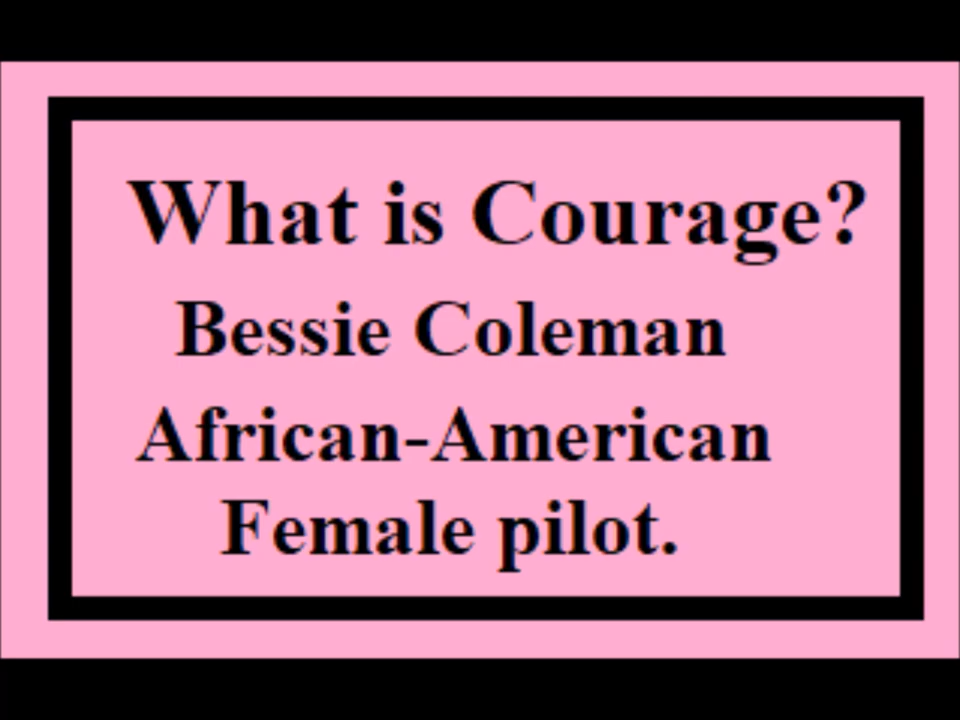 What is Courage?
Bessie Coleman
African-American
Female pilot.